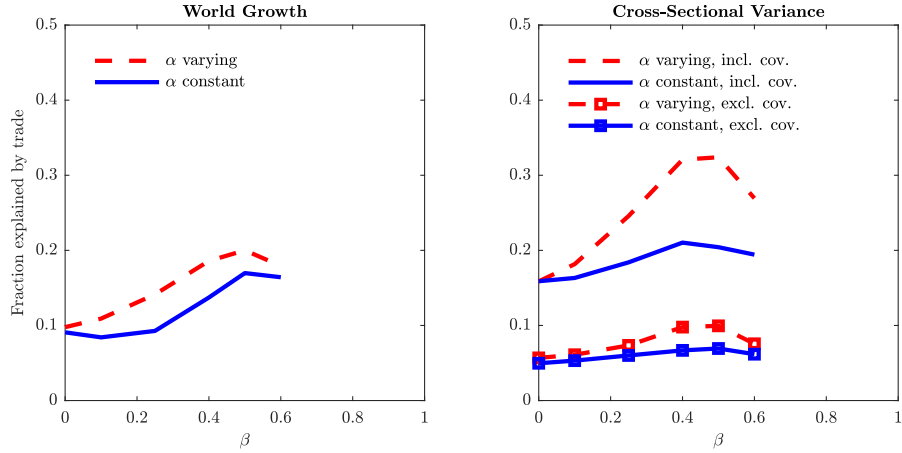 World Growth
0.5
0.4
0.3
0.2
0.1
0
0
0.2
0.4
0.6
0.8
1
Fraction explained by trade
β
α varying
α constant
Cross-Sectional Variance
0.5
0.4
0.3
0.2
0.1
0
0
0.2
0.4
0.6
0.8
1
β
α varying, incl. cov.
α constant, incl. cov.
α varying, excl. cov.
α constant, excl. cov.